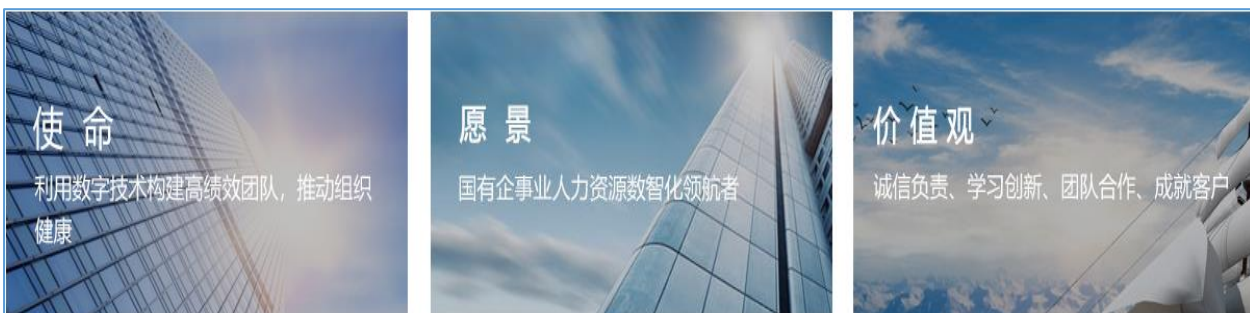 使命
利用数字技术构建高绩效团队，推动组织
健康
愿景
国有企事业人力资源数智化领航者
价值观
诚信负责、学习创新、团队合作、成就客户